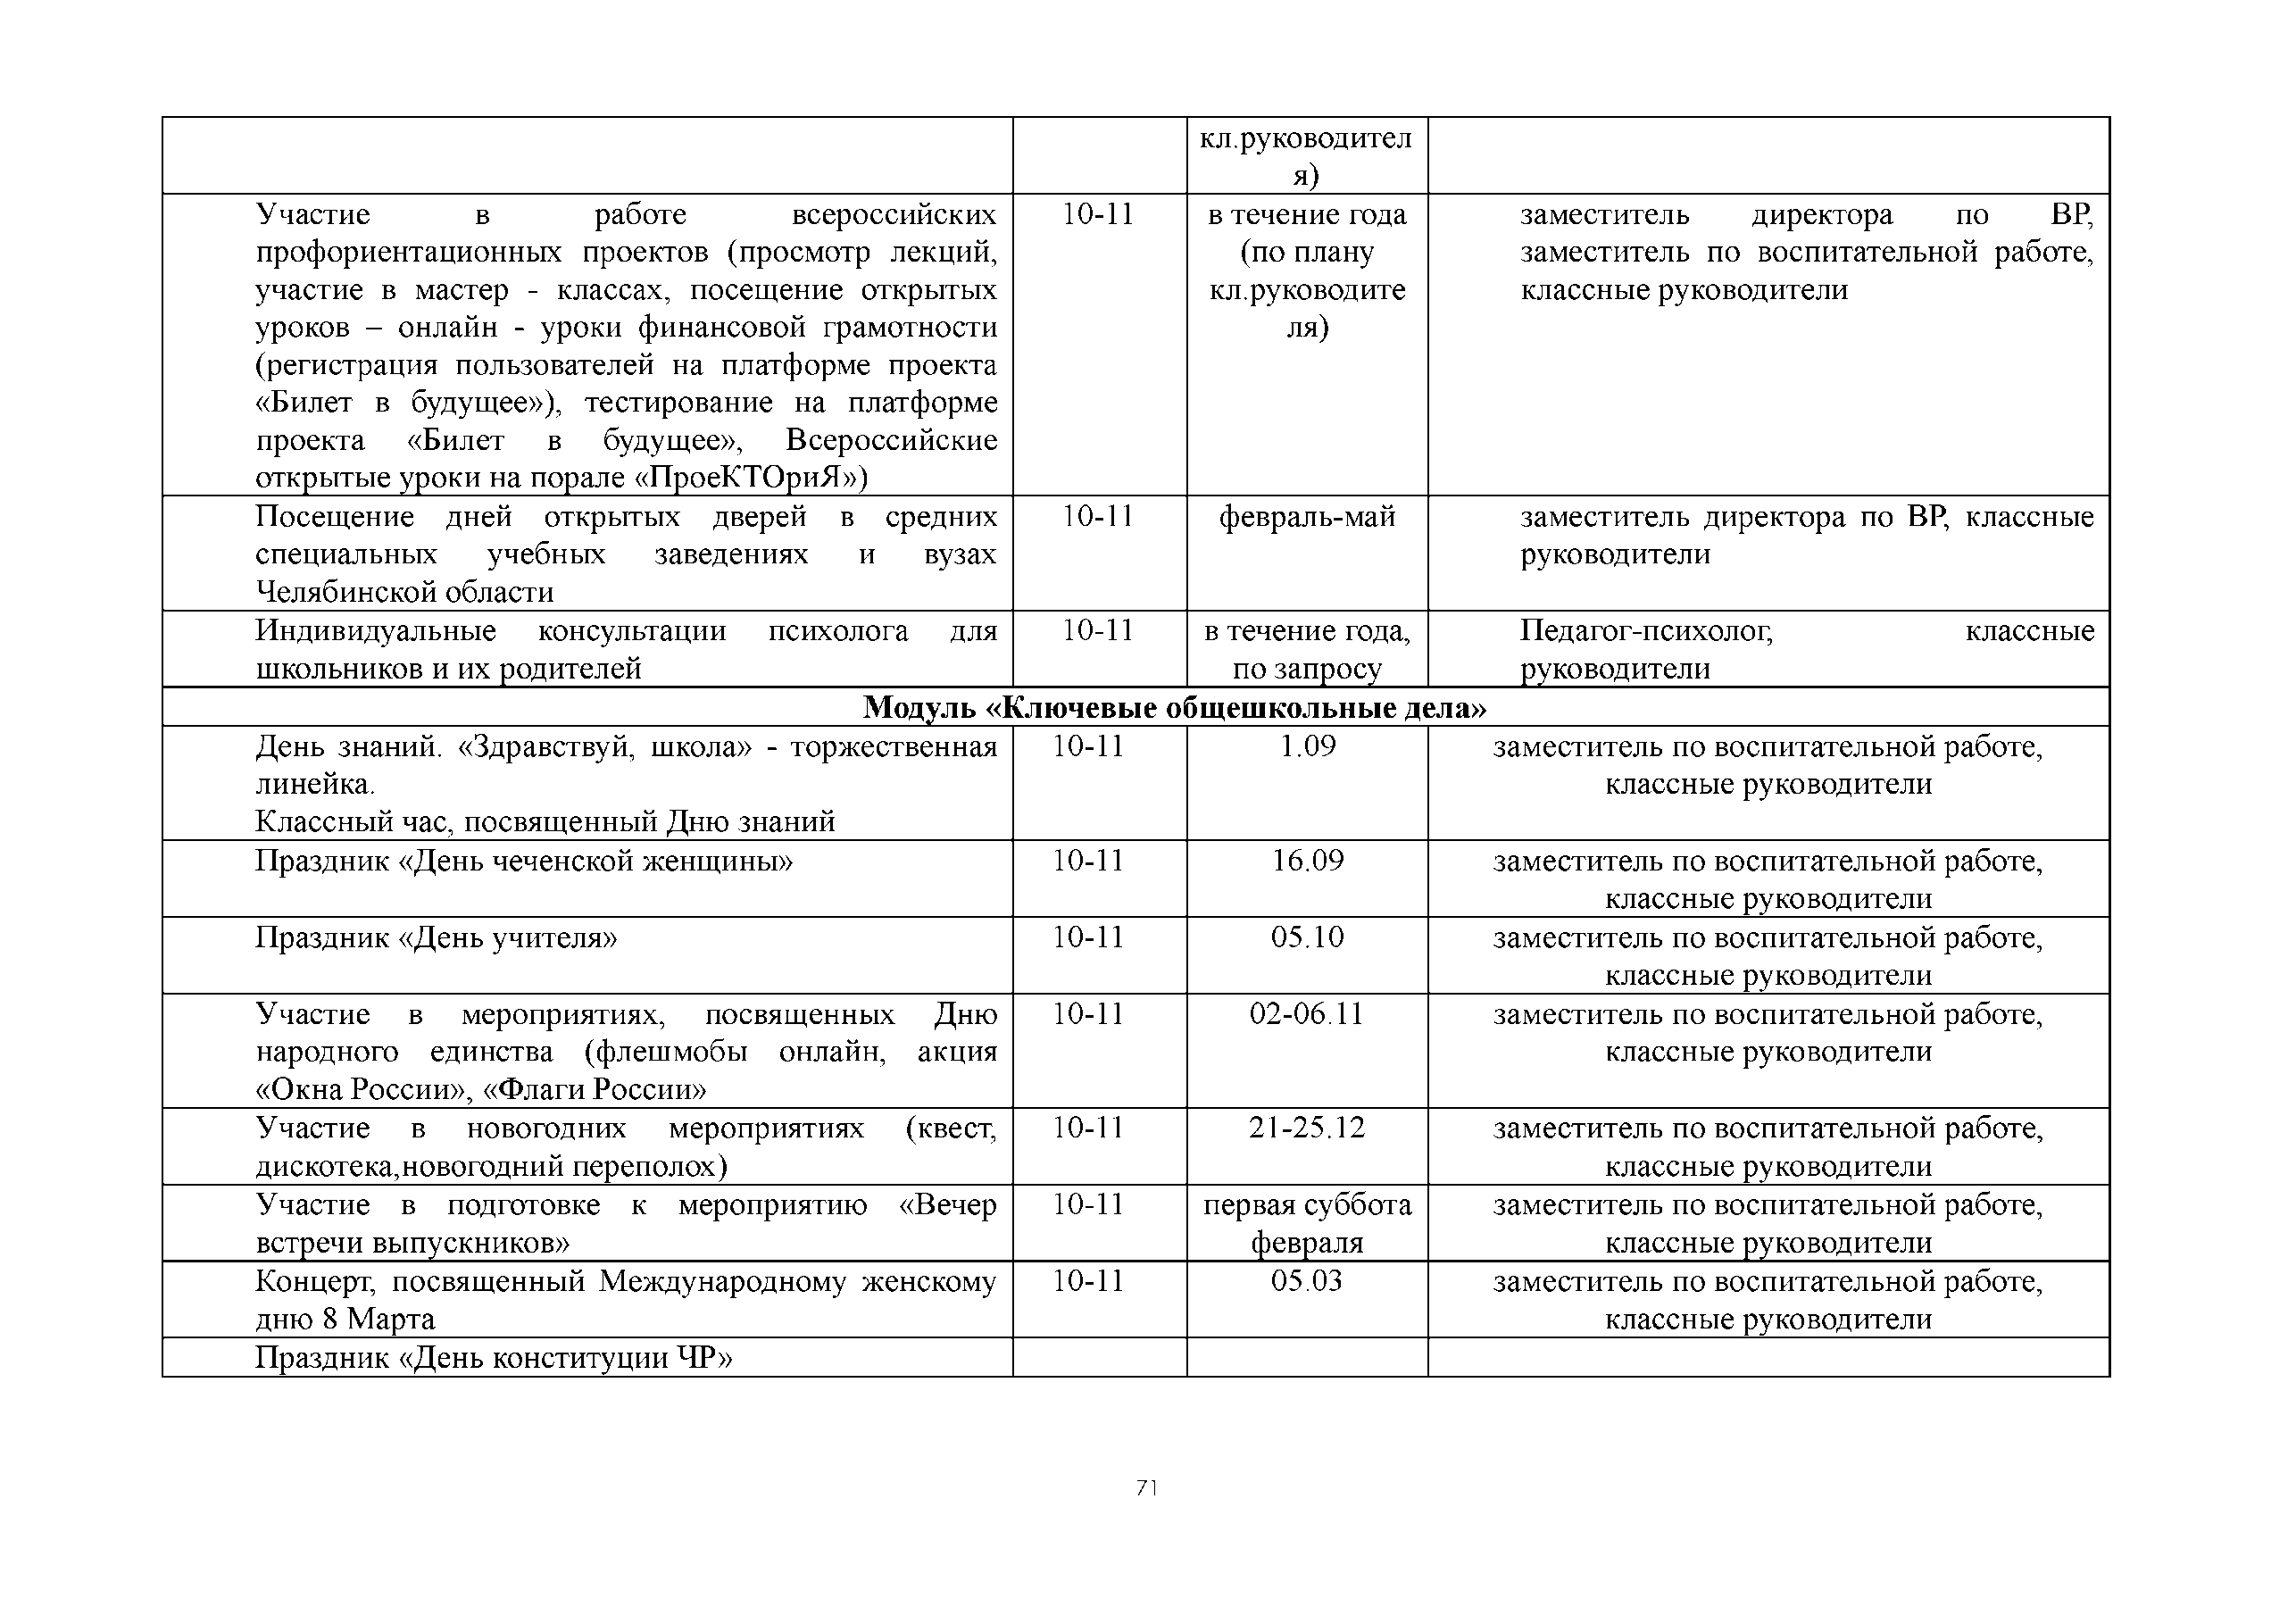 кл.руководител
я)
Участие в работе всероссийских
профориентационных проектов (просмотр лекций,
участие в мастер - классах, посещение открытых
уроков – онлайн - уроки финансовой грамотности
(регистрация пользователей на платформе проекта
«Билет в будущее»), тестирование на платформе
проекта «Билет в будущее», Всероссийские
открытые уроки на порале «ПроеКТОриЯ»)
10-11
в течение года
(по плану
кл.руководите
ля)
заместитель директора по ВР,
заместитель по воспитательной работе,
классные руководители
Посещение дней открытых дверей в средних
специальных учебных заведениях и вузах
Челябинской области
10-11
февраль-май
заместитель директора по ВР, классные
руководители
Индивидуальные консультации психолога для
школьников и их родителей
10-11
в течение года,
по запросу
Педагог-психолог, классные
руководители
Модуль «Ключевые общешкольные дела»
День знаний. «Здравствуй, школа» - торжественная
линейка.
Классный час, посвященный Дню знаний
10-11
1.09
заместитель по воспитательной работе,
классные руководители
Праздник «День чеченской женщины»
10-11
16.09
заместитель по воспитательной работе,
классные руководители
Праздник «День учителя»
10-11
05.10
заместитель по воспитательной работе,
классные руководители
Участие в мероприятиях, посвященных Дню
народного единства (флешмобы онлайн, акция
«Окна России», «Флаги России»
10-11
02-06.11
заместитель по воспитательной работе,
классные руководители
Участие в новогодних мероприятиях (квест,
дискотека,новогодний переполох)
10-11
21-25.12
заместитель по воспитательной работе,
классные руководители
Участие в подготовке к мероприятию «Вечер
встречи выпускников»
10-11
первая суббота
февраля
заместитель по воспитательной работе,
классные руководители
Концерт, посвященный Международному женскому
дню 8 Марта
10-11
05.03
заместитель по воспитательной работе,
классные руководители
Праздник «День конституции ЧР»
71